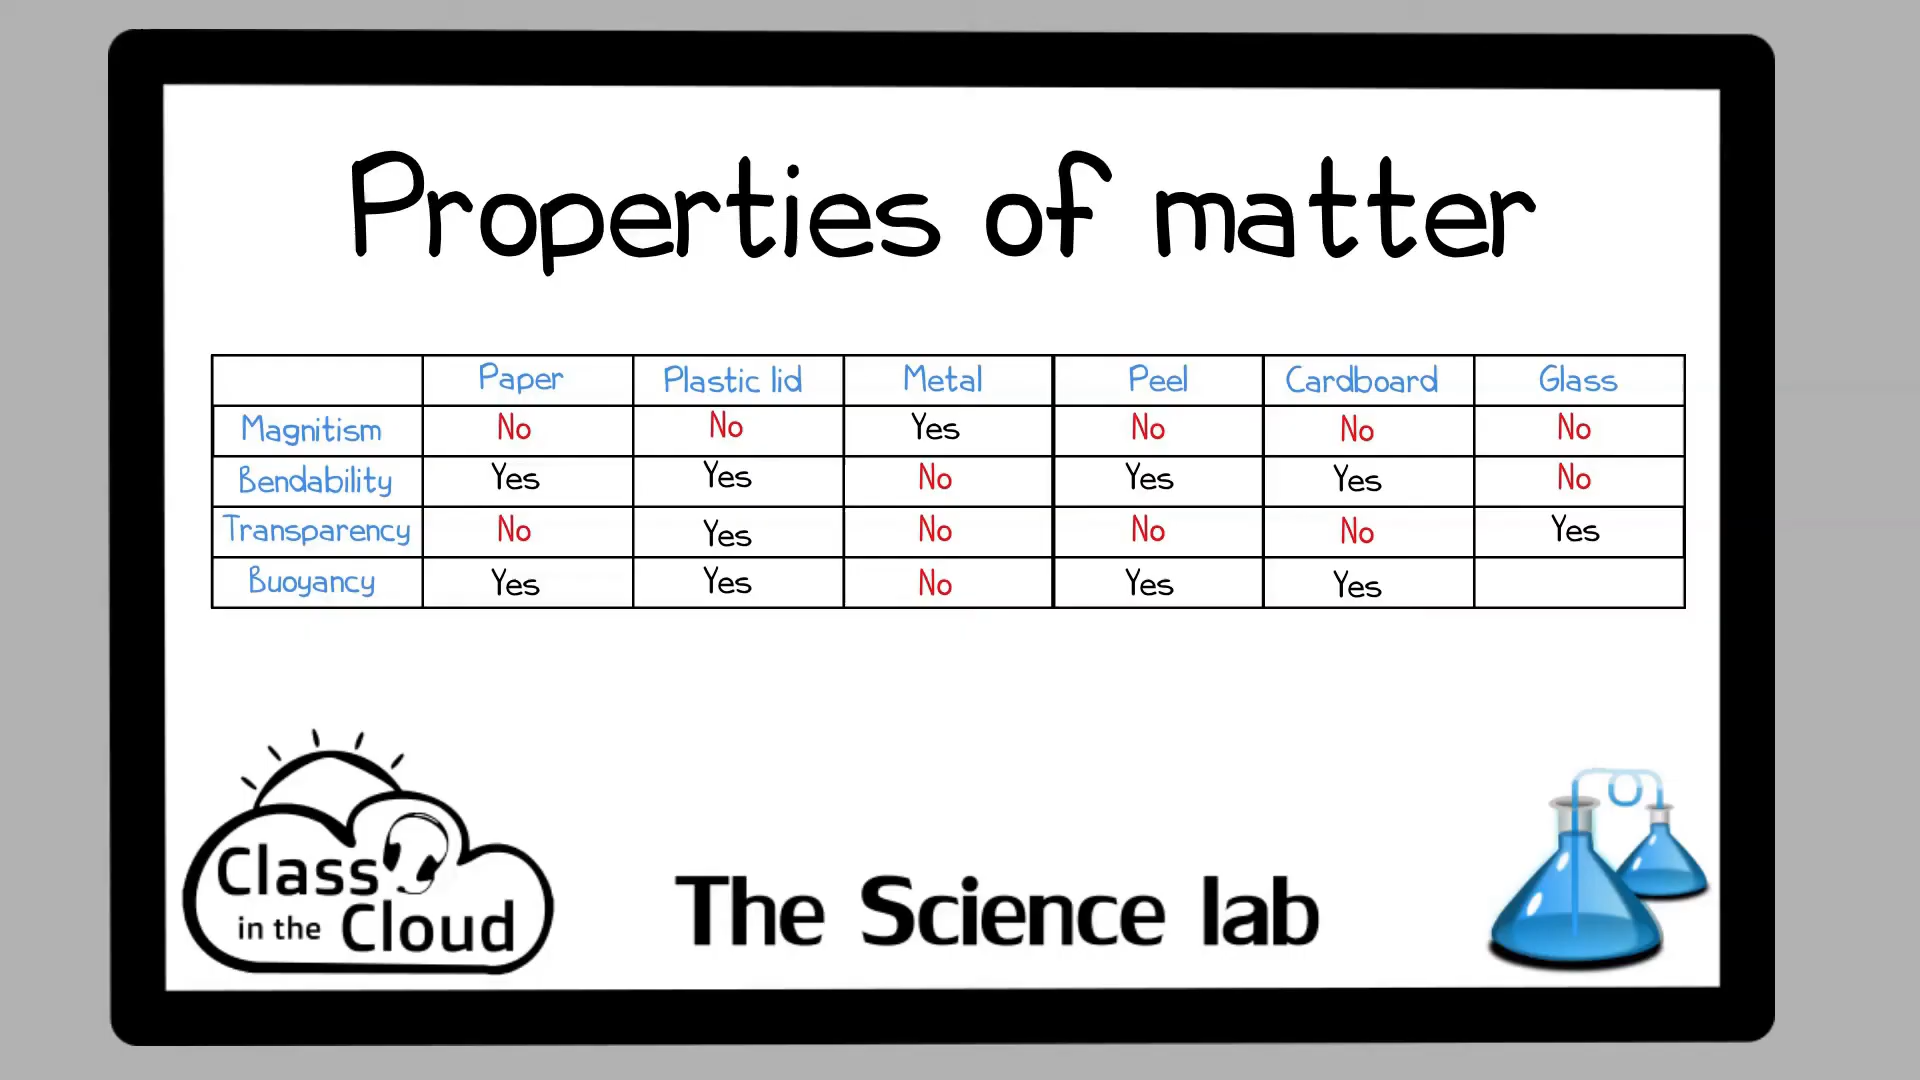 Properties of matter
Paper Plastic lid Metal Peel Cardboard Glass
Magnitism No No Yes No No No
Bendability Yes Yes No Yes Yes No
Transparency No Yes No No No Yes
Buoyancy Yes Yes No Yes Yes
Class
in the Cloud
The Science lab